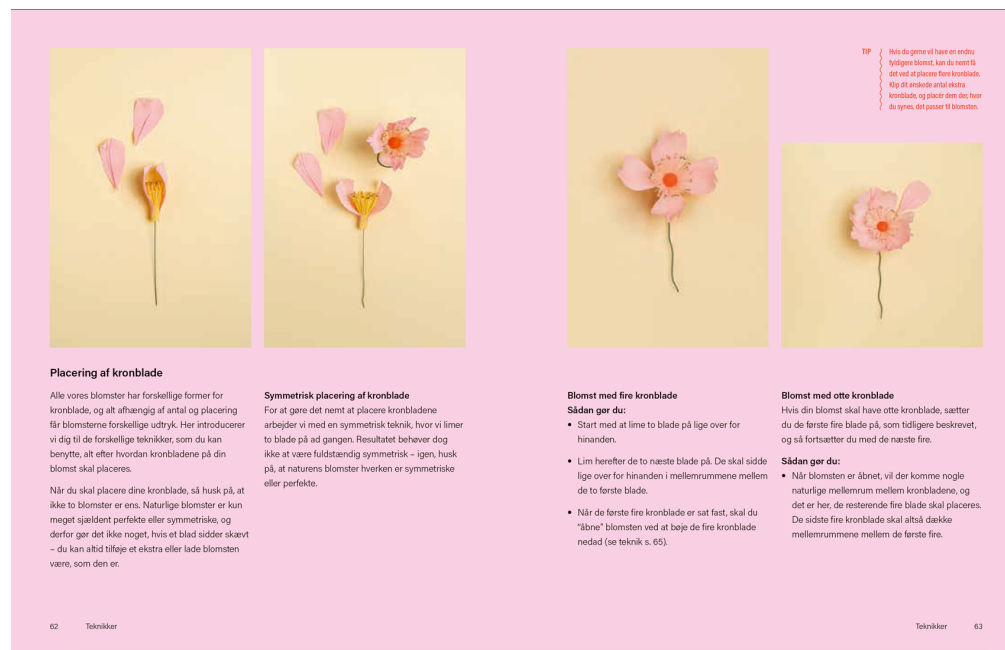 TIP
Hvis du gerne vil have en endnu
fyldigere blomst, kan du nemt få
det ved at placere flere kronblade.
Klip dit ønskede antal ekstra
kronblade, og placér dem der, hvor
du synes, det passer til blomsten.
Placering af kronblade
Alle vores blomster har forskellige former for
kronblade, og alt afhængig af antal og placering
får blomsterne forskellige udtryk. Her introducerer
vi dig til de forskellige teknikker, som du kan
benytte, alt efter hvordan kronbladene på din
blomst skal placeres.
Når du skal placere dine kronblade, så husk på, at
ikke to blomster er ens. Naturlige blomster er kun
meget sjældent perfekte eller symmetriske, og
derfor gør det ikke noget, hvis et blad sidder skævt
– du kan altid tilføje et ekstra eller lade blomsten
være, som den er.
Symmetrisk placering af kronblade
For at gøre det nemt at placere kronbladene
arbejder vi med en symmetrisk teknik, hvor vi limer
to blade på ad gangen. Resultatet behøver dog
ikke at være fuldstændig symmetrisk – igen, husk
på, at naturens blomster hverken er symmetriske
eller perfekte.
Blomst med fire kronblade
Sådan gør du:
• Start med at lime to blade på lige over for
hinanden.
• Lim herefter de to næste blade på. De skal sidde
lige over for hinanden i mellemrummene mellem
de to første blade.
• Når de første fire kronblade er sat fast, skal du
“åbne” blomsten ved at bøje de fire kronblade
nedad (se teknik s. 65).
Blomst med otte kronblade
Hvis din blomst skal have otte kronblade, sætter
du de første fire blade på, som tidligere beskrevet,
og så fortsætter du med de næste fire.
Sådan gør du:
• Når blomsten er åbnet, vil der komme nogle
naturlige mellemrum mellem kronbladene, og
det er her, de resterende fire blade skal placeres.
De sidste fire kronblade skal altså dække
mellemrummene mellem de første fire.
62 Teknikker
Teknikker 63